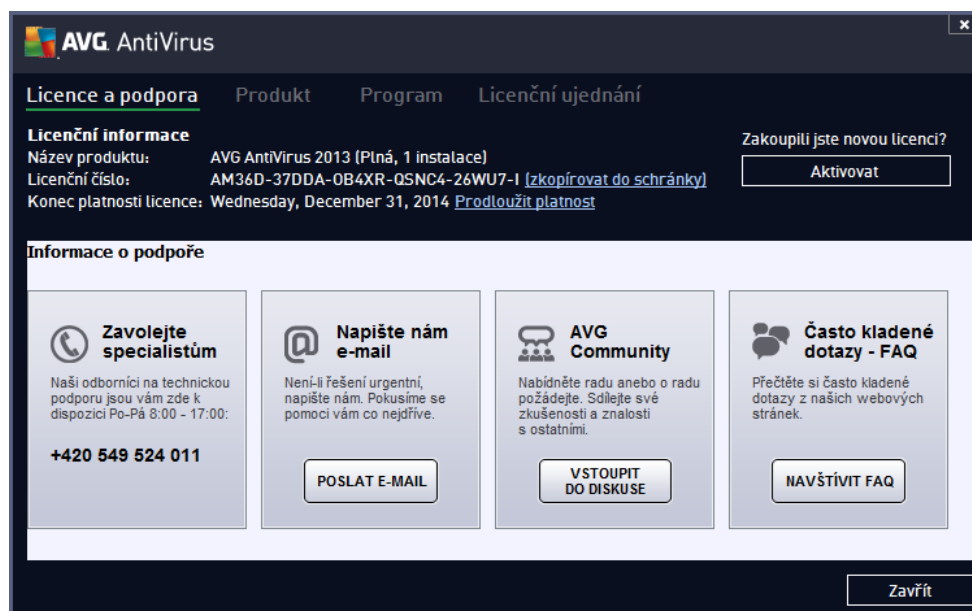 AVG. AntiVirus
Licence a podpora Produkt Program Licenční ujednání
Licenční informace
Název produktu: AVG AntiVirus 2013 (Plná, 1 instalace)
Licenční číslo: AM36D-37DDA-OB4XR-QSNC4-26WU7-I (zkopírovat do schránky)
Konec platnosti licence: Wednesday, December 31, 2014 Prodloužit platnost
Zakoupili jste novou licenci?
Aktivovat
Informace o podpoře
Zavolejte
specialistům
Naši odborníci na technickou
podporu jsou vám zde k
dispozici Po-Pá 8:00 - 17:00:
+420 549 524 011
Napište nám
e-mail
Není-li řešení urgentní,
napište nám. Pokusíme se
pomoci vám co nejdříve.
POSLAT E-MAIL
AVG
Community
Nabídněte radu anebo o radu
požádejte. Sdílejte své
zkušenosti a znalosti
s ostatními.
VSTOUPIT
DO DISKUSE
Často kladené
dotazy - FAQ
Přečtěte si často kladené
dotazy z našich webových
stránek.
NAVŠTÍVIT FAQ
Zavřít